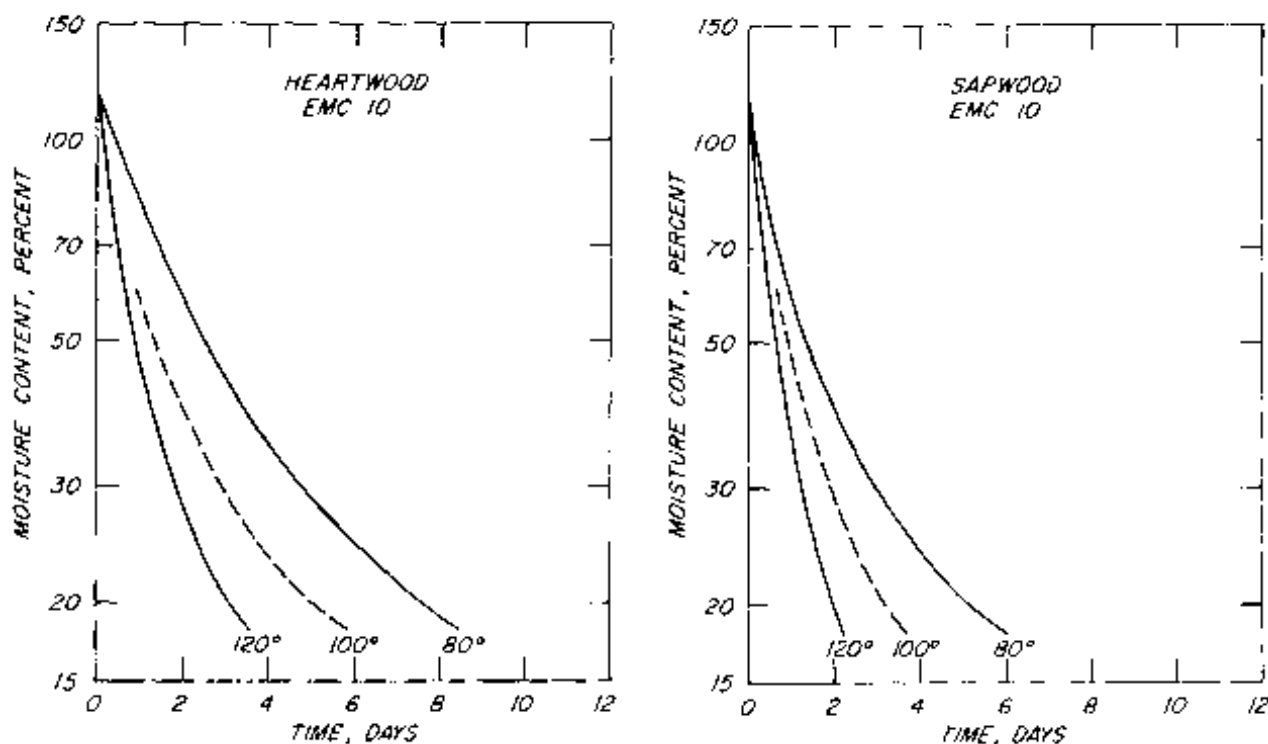 150
100
70
50
30
20
15
MOISTURE CONTENT, PERCENT
HEARTWOOD
EMC 10
120°
100°
80°
0 2 4 6 8 10 12
TIME, DAYS
150
100
70
50
30
20
15
MOISTURE CONTENT, PERCENT
SAPWOOD
EMC 10
120°
100°
80°
0 2 4 6 8 10 12
TIME, DAYS